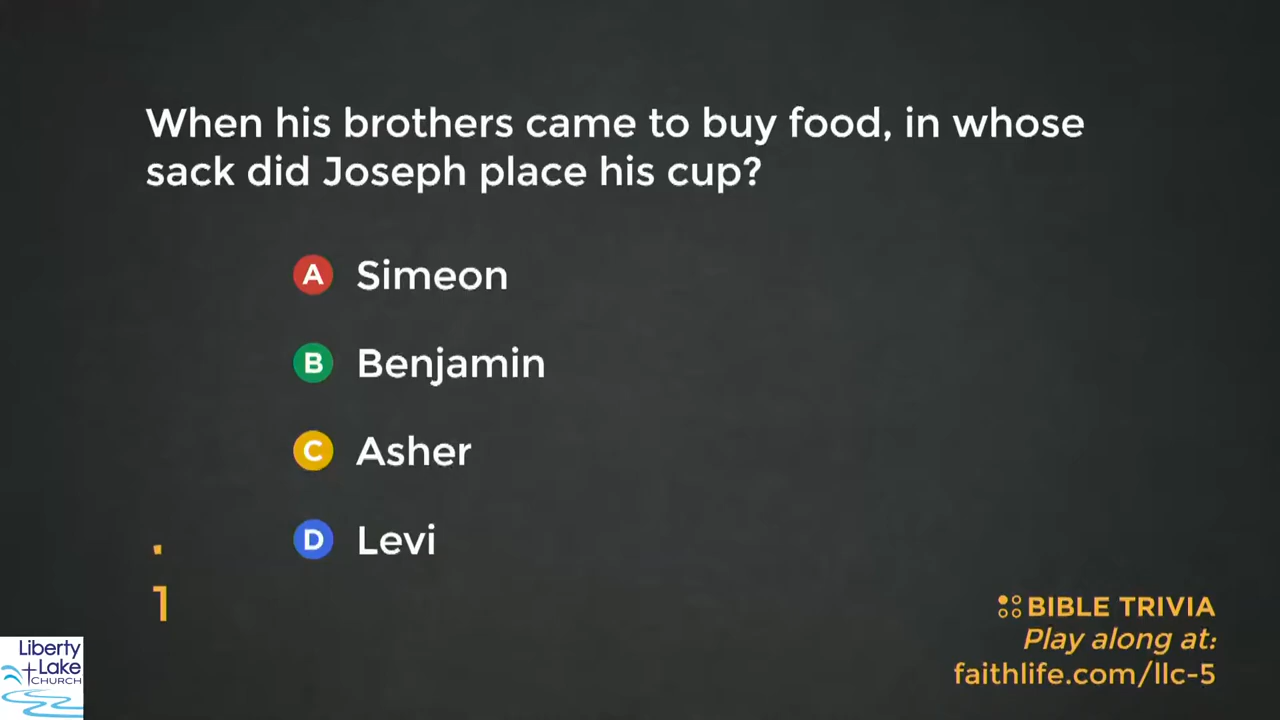 When his brothers came to buy food, in whose
sack did Joseph place his cup?
A Simeon
B Benjamin
C Asher
D Levi
1
BIBLE TRIVIA
Play along at:
faithlife.com/llc-5
Liberty
Lake
CHURCH